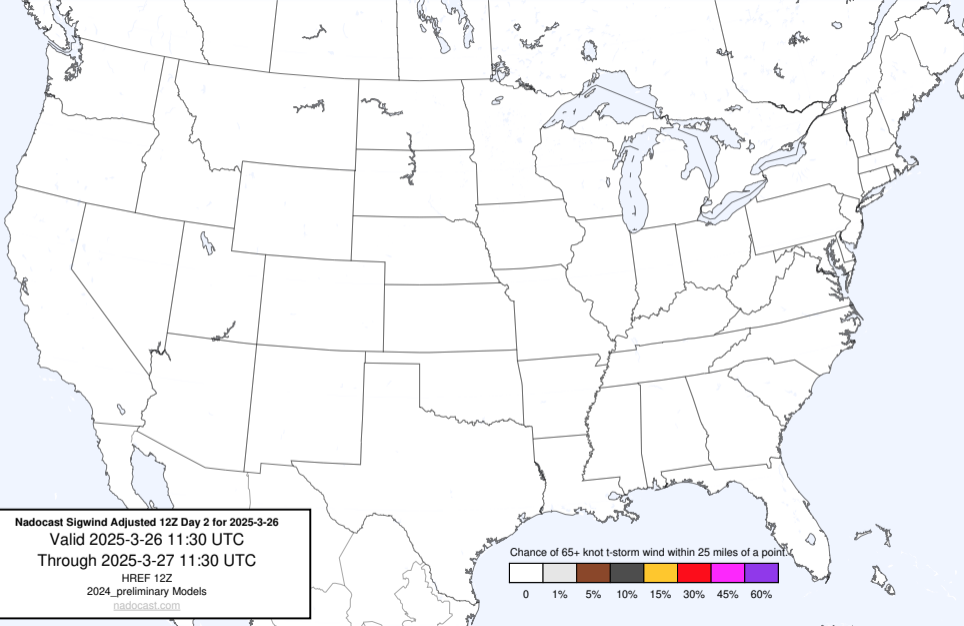 Nadocast Sigwind Adjusted 12Z Day 2 for 2025-3-26
Valid 2025-3-26 11:30 UTC
Through 2025-3-27 11:30 UTC
HREF 12Z
2024_preliminary Models
nadocast.com
Chance of 65+ knot t-storm wind within 25 miles of a point.
0 1% 5% 10% 15% 30% 45% 60%